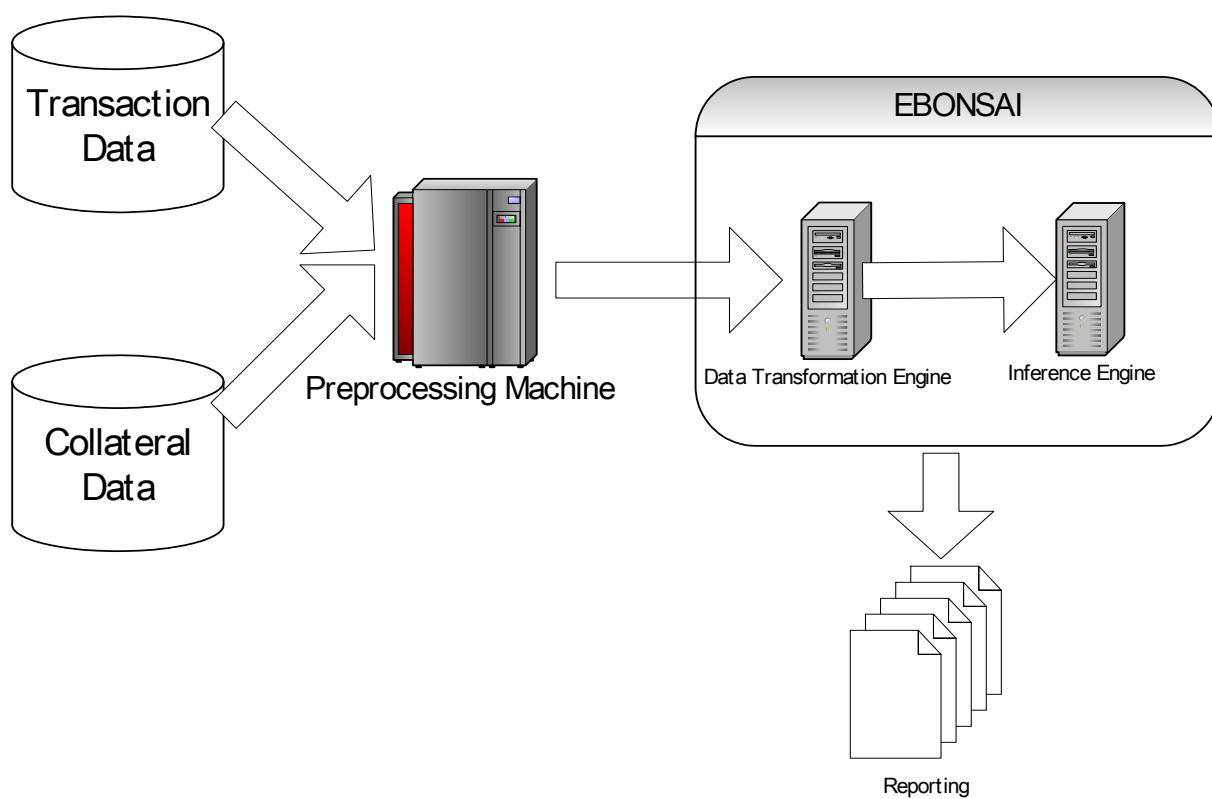 Transaction
Data
EBONSAI
Preprocessing Machine
Data Transformation Engine
Inference Engine
Collateral
Data
Reporting